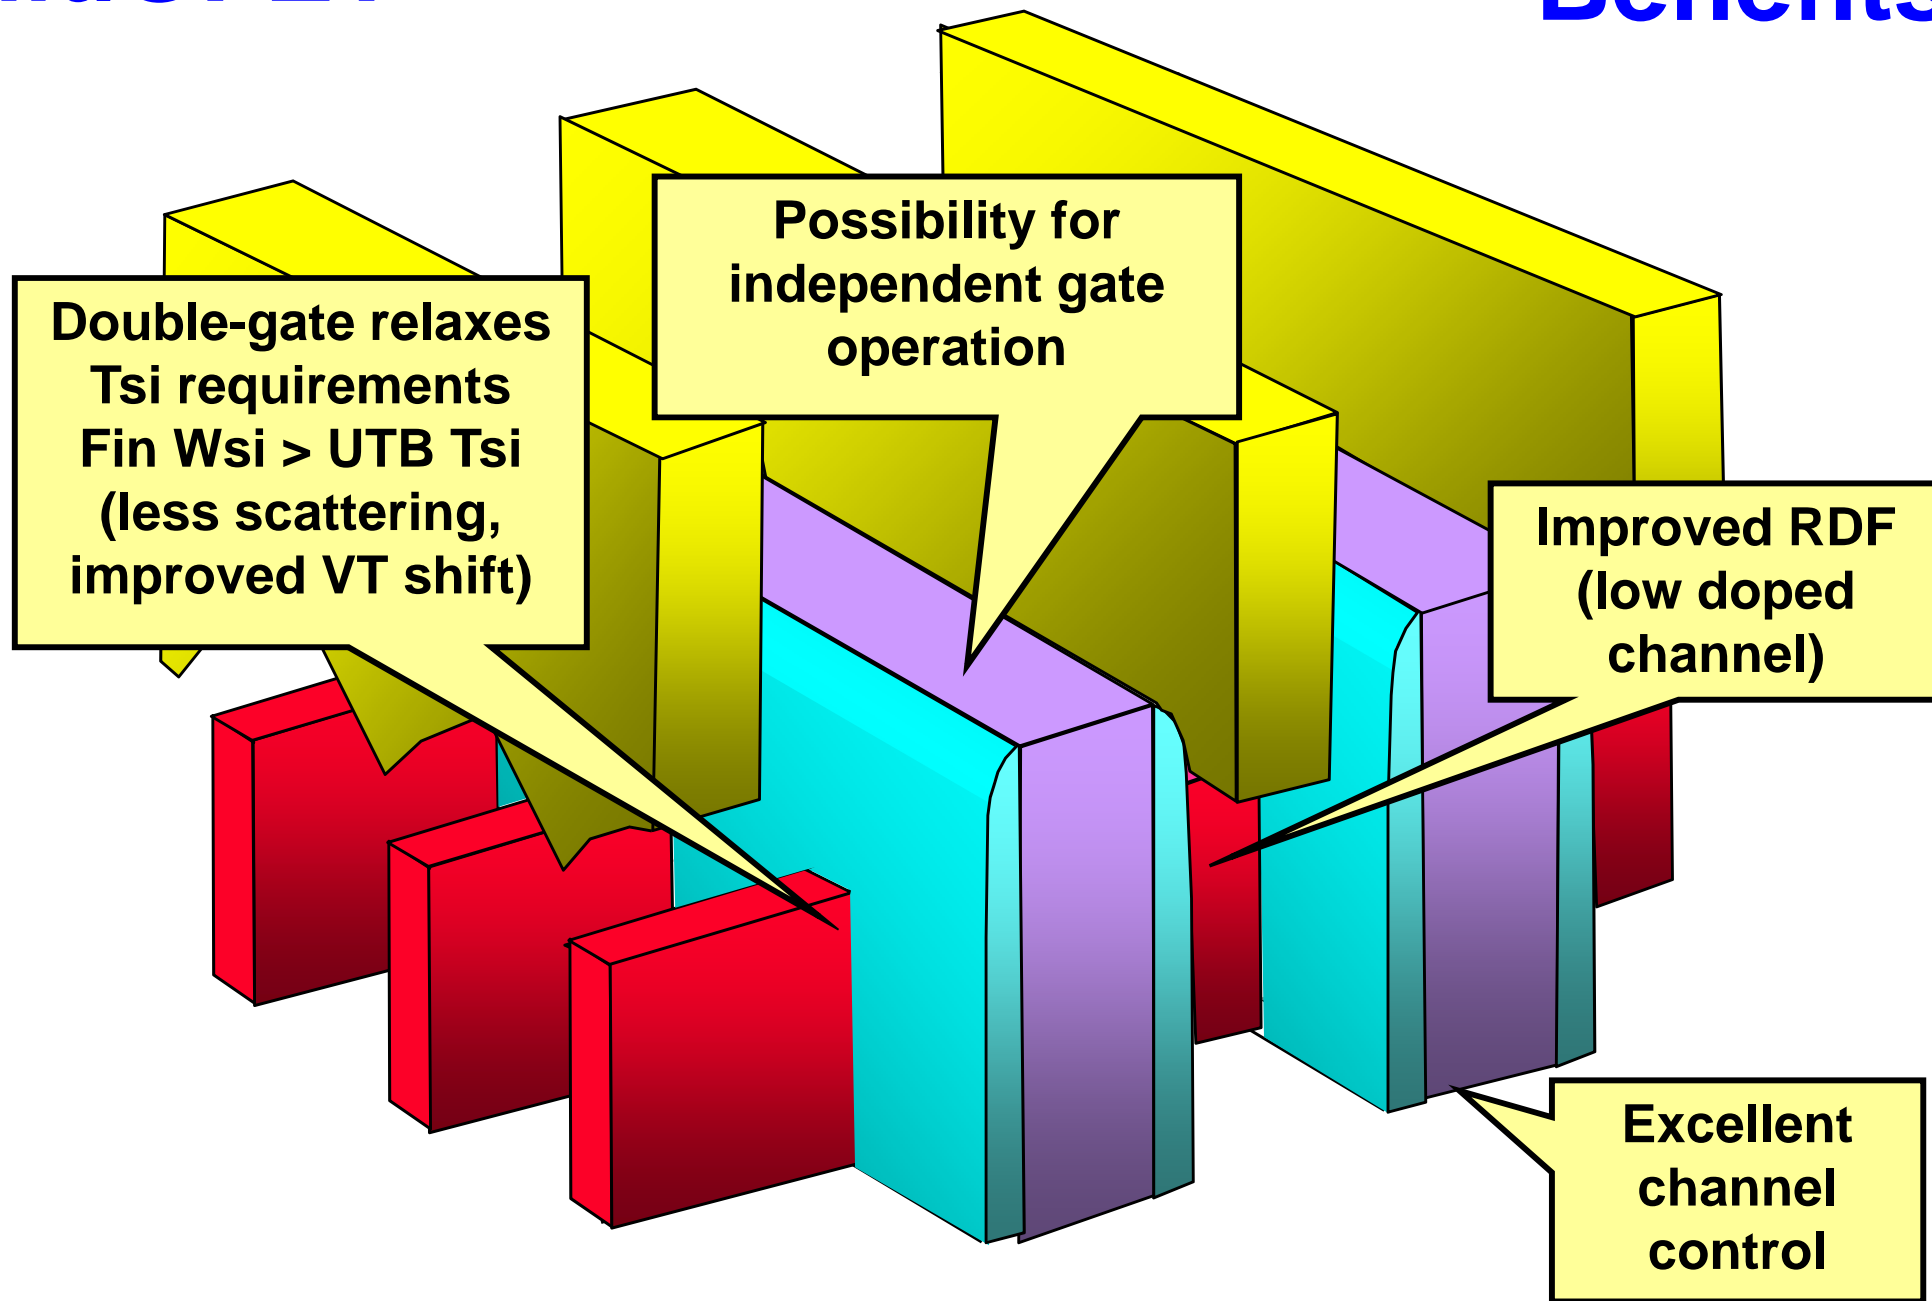 Benefits
Double-gate relaxes
Tsi requirements
Fin Wsi > UTB Tsi
(less scattering,
improved VT shift)
Possibility for
independent gate
operation
Improved RDF
(low doped
channel)
Excellent
channel
control